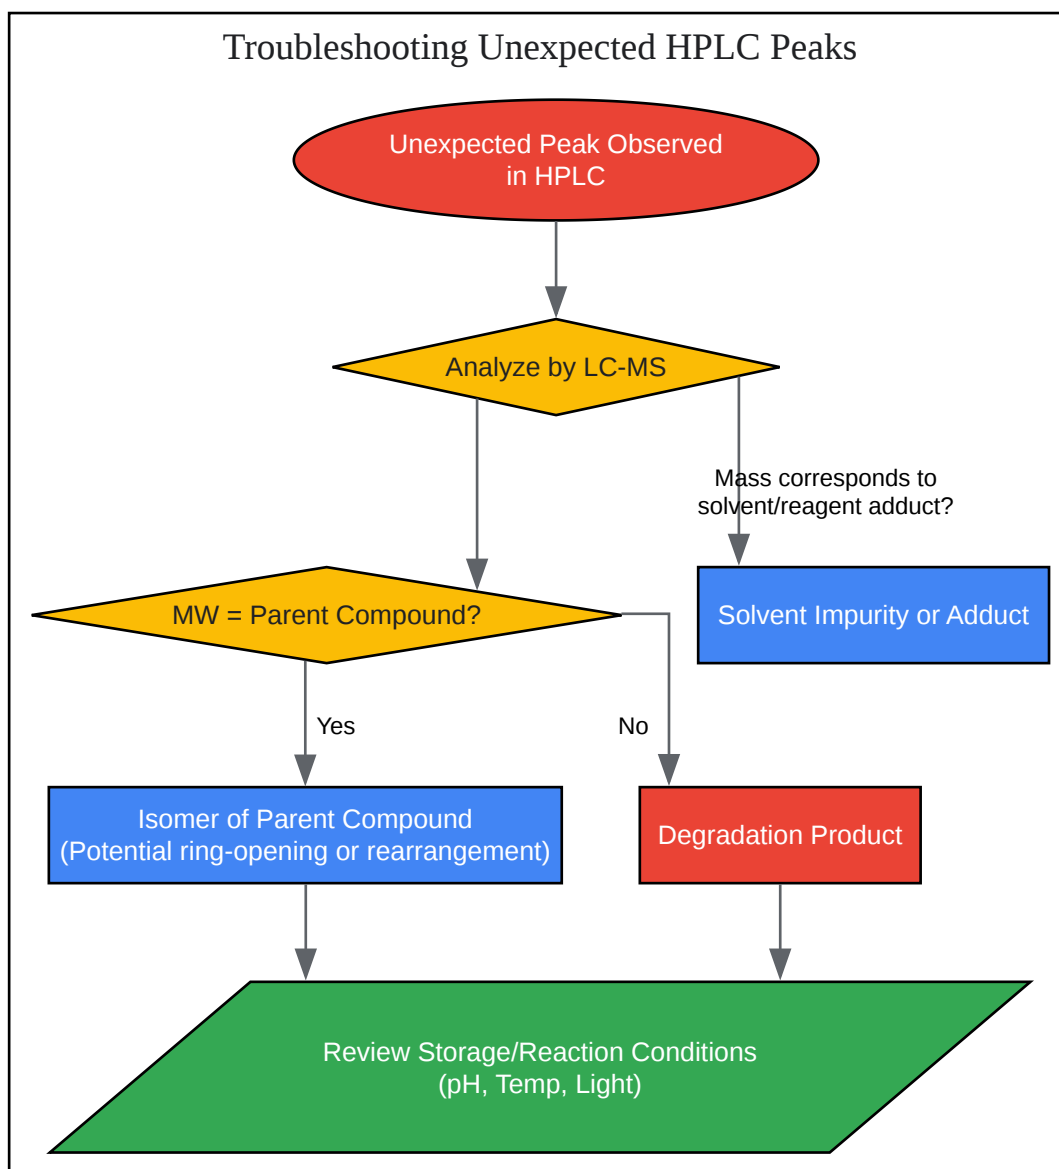 Troubleshooting Unexpected HPLC Peaks
Unexpected Peak Observed
in HPLC
Analyze by LC-MS
Mass corresponds to
solvent/reagent adduct?
MW = Parent Compound?
Solvent Impurity or Adduct
Yes
No
Isomer of Parent Compound
(Potential ring-opening or rearrangement)
Degradation Product
Review Storage/Reaction Conditions
(pH, Temp, Light)